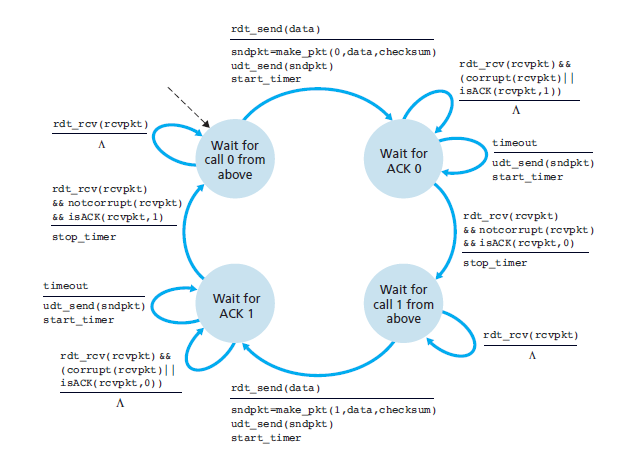 rdt_send(data)
sndpkt=make_pkt(0,data,checksum)
udt_send(sndpkt)
start_timer
rdt_rcv(rcvpkt)&&
(corrupt(rcvpkt)||
isACK(rcvpkt,1))
Λ
rdt_rcv(rcvpkt)
Λ
Wait for
call 0 from
above
Wait for
ACK 0
timeout
udt_send(sndpkt)
start_timer
rdt_rcv(rcvpkt)
&&notcorrupt(rcvpkt)
&&isACK(rcvpkt,1)
stop_timer
rdt_rcv(rcvpkt)
&&notcorrupt(rcvpkt)
&&isACK(rcvpkt,0)
stop_timer
timeout
udt_send(sndpkt)
start_timer
Wait for
ACK 1
Wait for
call 1 from
above
rdt_rcv(rcvpkt)
Λ
rdt_rcv(rcvpkt)&&
(corrupt(rcvpkt)||
isACK(rcvpkt,0))
Λ
rdt_send(data)
sndpkt=make_pkt(1,data,checksum)
udt_send(sndpkt)
start_timer